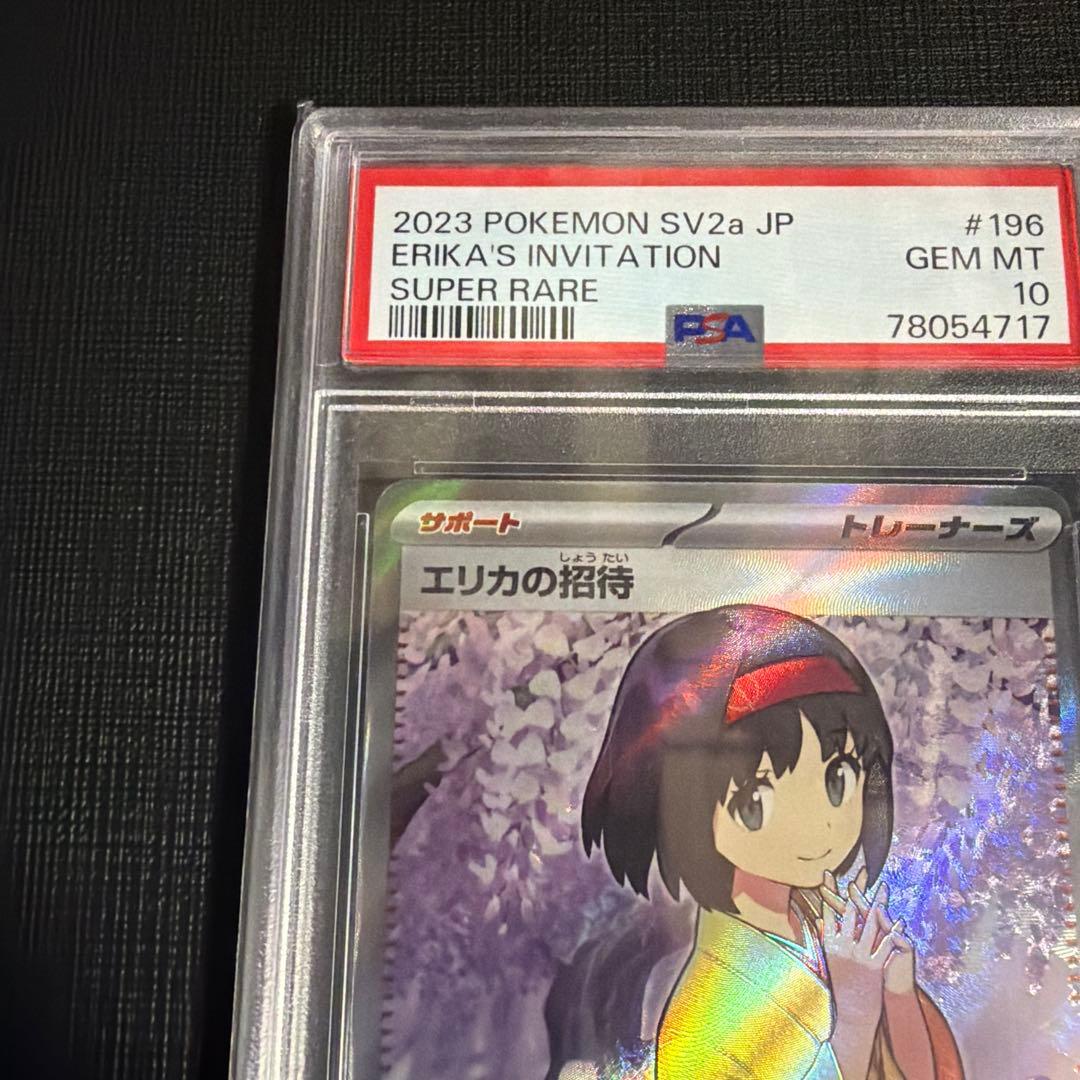 2023 POKEMON SV2a JP #196
ERIKA'S INVITATION GEM MT
SUPER RARE 10
PSA 78054717
サポート トレーナーズ
しょう たい
エリカの招待